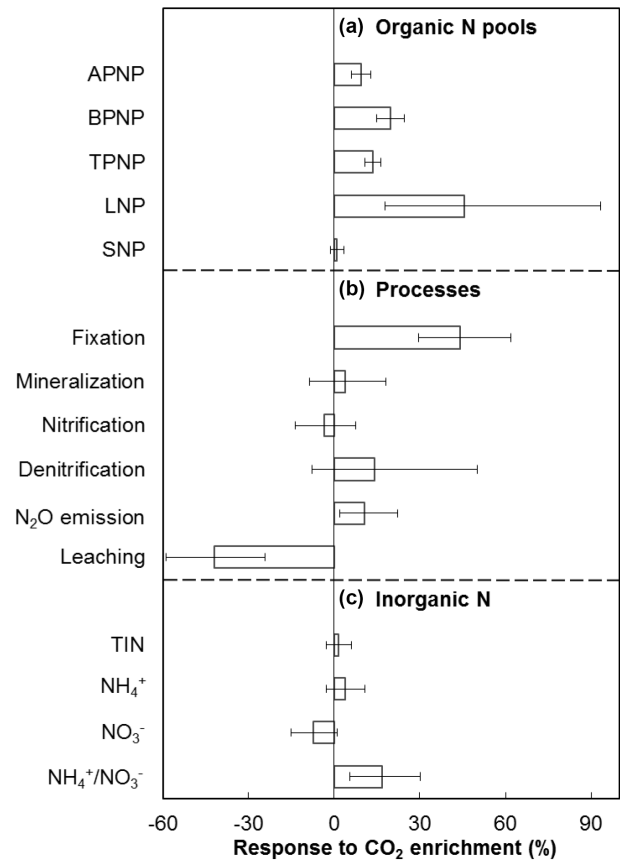 (a) Organic N pools
APNP
BPNP
TPNP
LNP
SNP
(b) Processes
Fixation
Mineralization
Nitrification
Denitrification
N₂O emission
Leaching
(c) Inorganic N
TIN
NH₄⁺
NO₃⁻
NH₄⁺/NO₃⁻
-60 -30 0 30 60 90
Response to CO₂ enrichment (%)